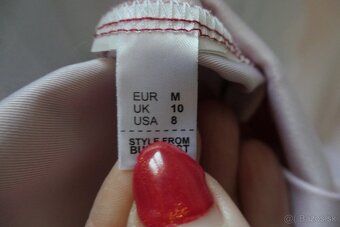 EUR M
UK 10
USA 8
STYLE FROM